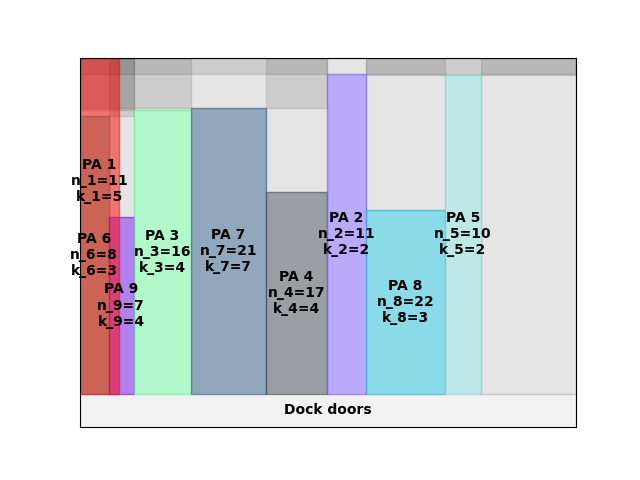 PA 1
n_1=11
k_1=5
PA 6
n_6=8
k_6=3
PA 9
n_9=7
k_9=4
PA 3
n_3=16
k_3=4
PA 7
n_7=21
k_7=7
PA 4
n_4=17
k_4=4
PA 2
n_2=11
k_2=2
PA 8
n_8=22
k_8=3
PA 5
n_5=10
k_5=2
Dock doors